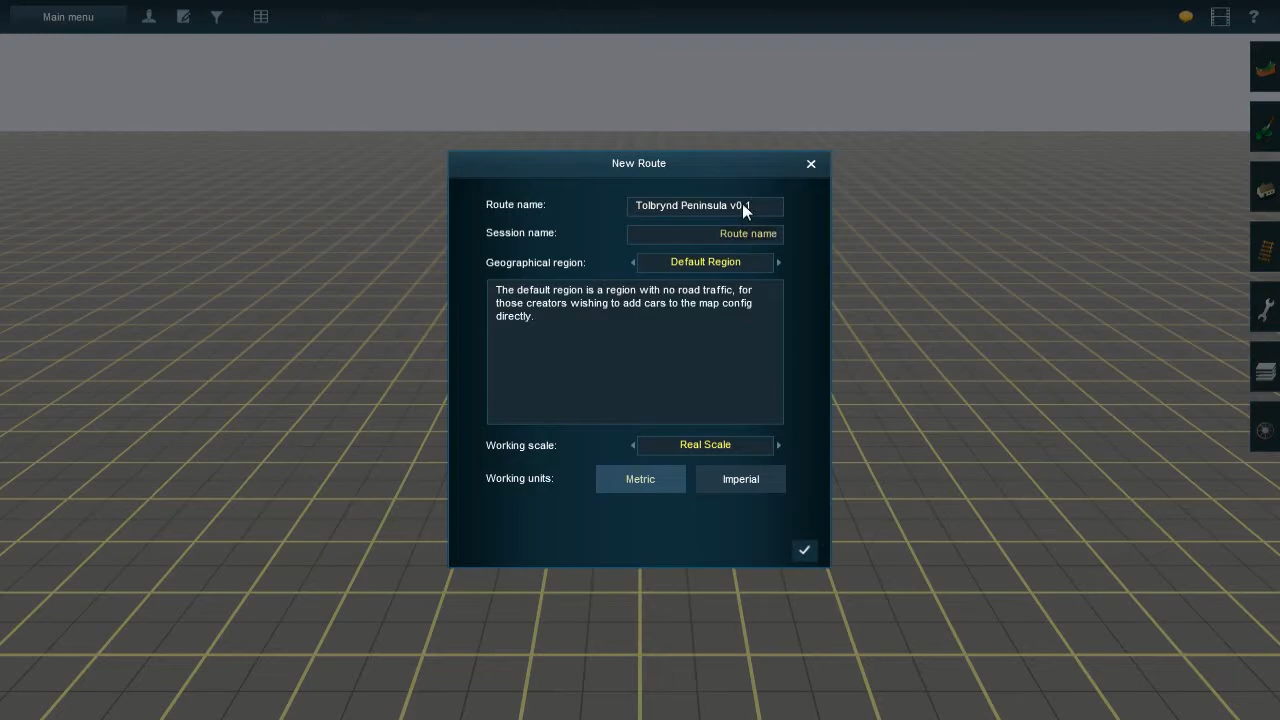 Main menu
?
New Route
Route name: Tolbrynd Peninsula v0.1
Session name: Route name
Geographical region: Default Region
The default region is a region with no road traffic, for
those creators wishing to add cars to the map config
directly.
Working scale: Real Scale
Working units: Metric Imperial